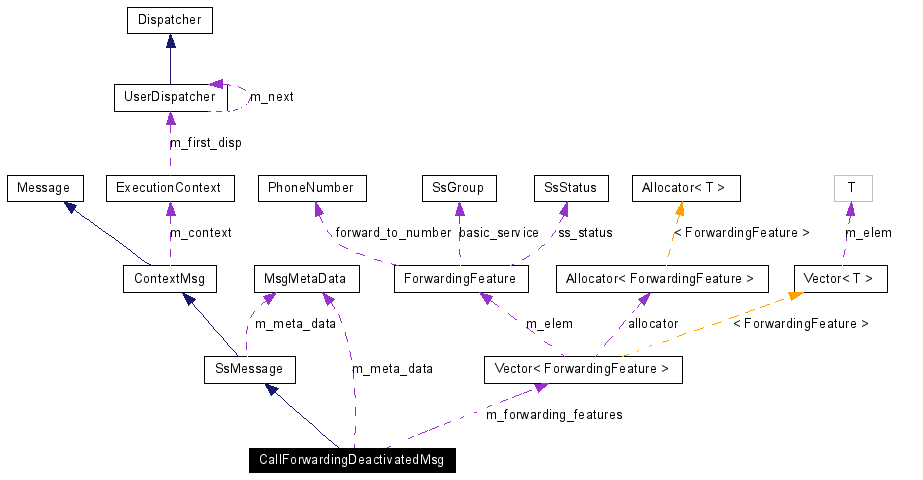 Dispatcher
UserDispatcher
m_next
m_first_disp
Message
ExecutionContext
PhoneNumber
SsGroup
SsStatus
Allocator< T >
T
m_context
forward_to_number
basic_service
ss_status
< ForwardingFeature >
m_elem
ContextMsg
MsgMetaData
ForwardingFeature
Allocator< ForwardingFeature >
Vector< T >
m_meta_data
m_elem
allocator
< ForwardingFeature >
SsMessage
m_meta_data
Vector< ForwardingFeature >
m_forwarding_features
CallForwardingDeactivatedMsg